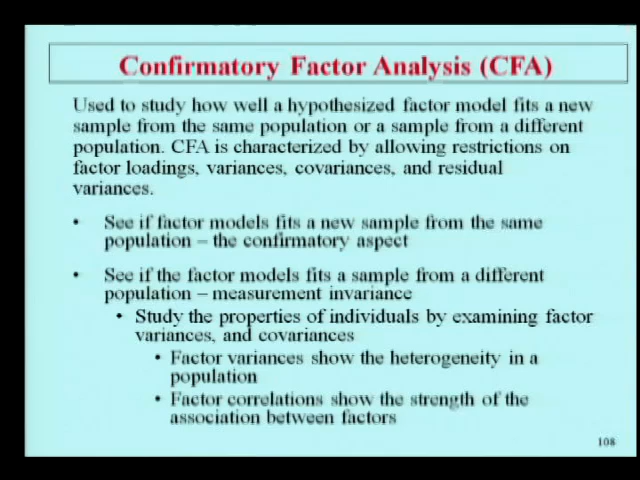 Confirmatory Factor Analysis (CFA)
Used to study how well a hypothesized factor model fits a new
sample from the same population or a sample from a different
population. CFA is characterized by allowing restrictions on
factor loadings, variances, covariances, and residual
variances.
• See if factor models fits a new sample from the same
population – the confirmatory aspect
• See if the factor models fits a sample from a different
population – measurement invariance
• Study the properties of individuals by examining factor
variances, and covariances
• Factor variances show the heterogeneity in a
population
• Factor correlations show the strength of the
association between factors
108